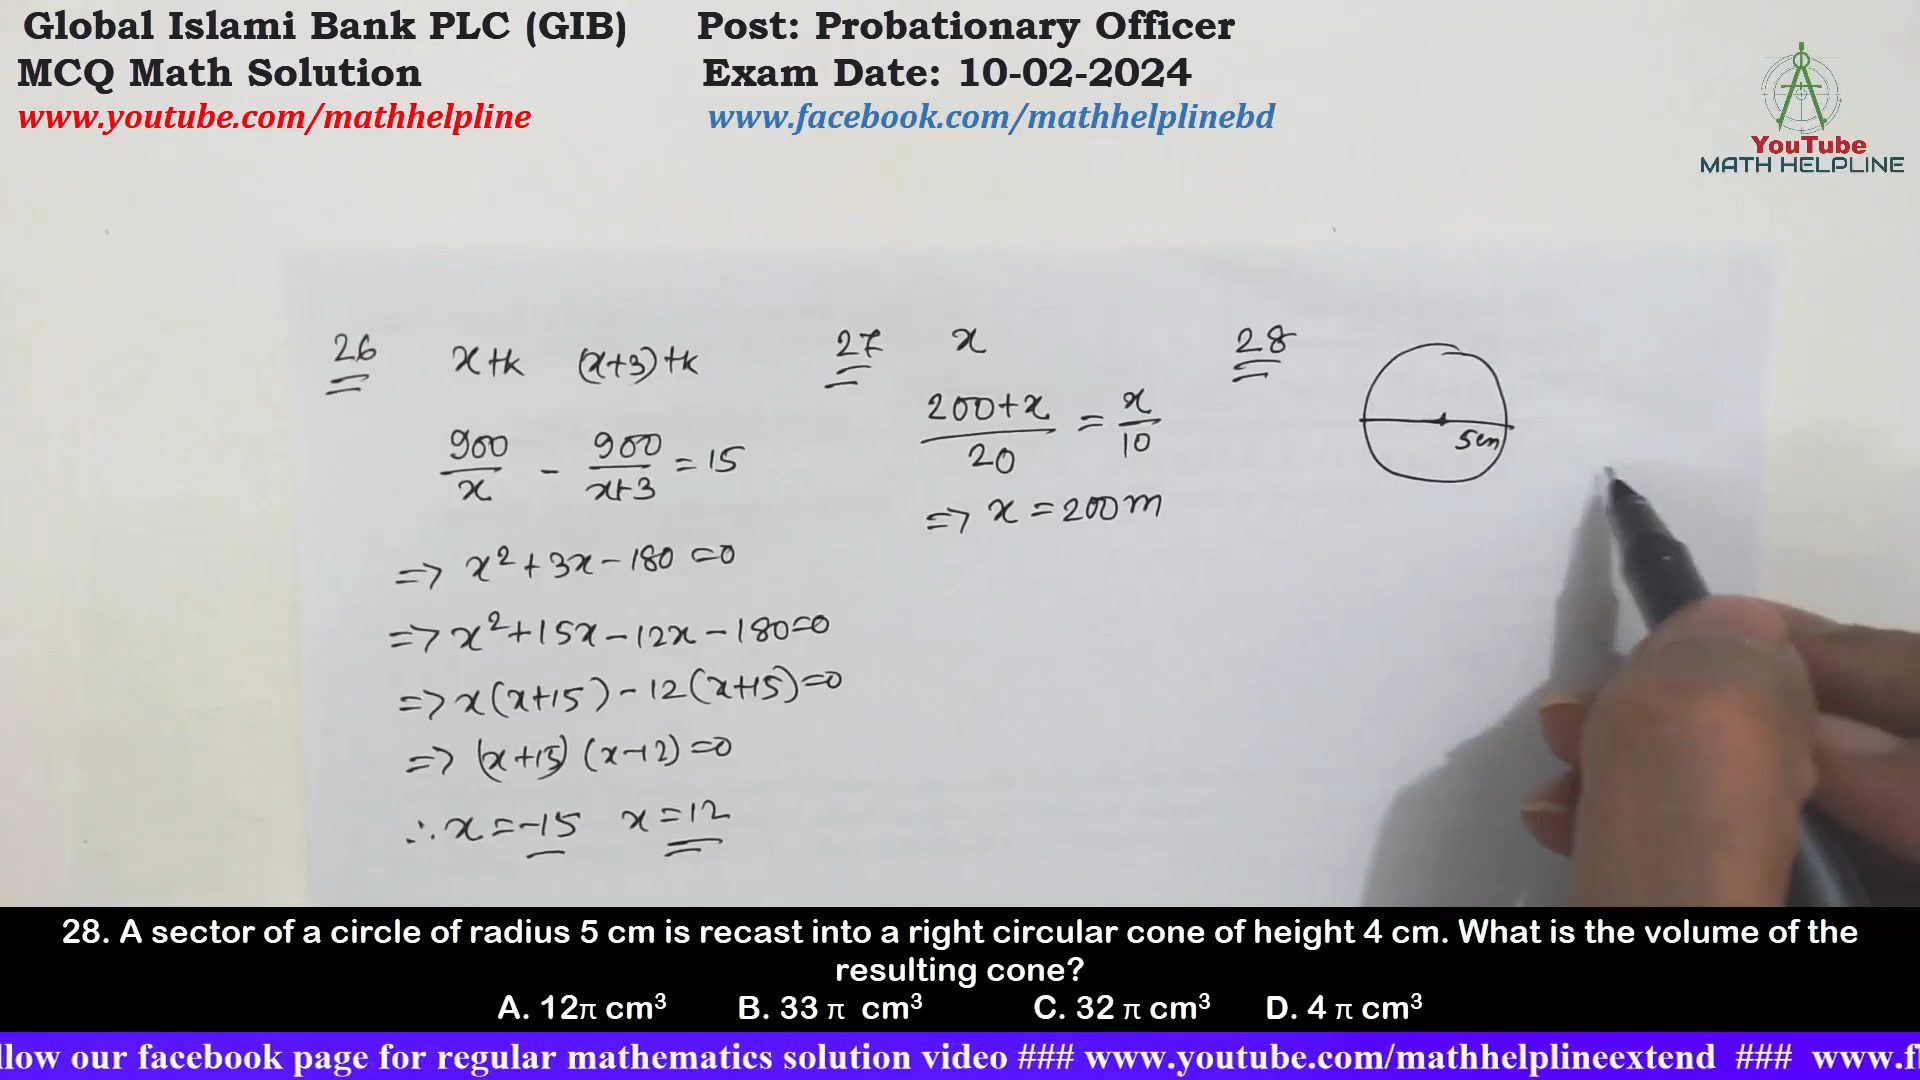 Global Islami Bank PLC (GIB) Post: Probationary Officer
MCQ Math Solution Exam Date: 10-02-2024
www.youtube.com/mathhelpline www.facebook.com/mathhelplinebd
YouTube
MATH HELPLINE
26 x+k (x+3)+k
900/x - 900/x+3 = 15
=> x²+3x-180=0
=> x²+15x-12x-180=0
=> x(x+15)-12(x+15)=0
=> (x+15)(x-12)=0
∴ x=-15 x=12
27 x
200+x/20 = x/10
=> x=200m
28
5cm
28. A sector of a circle of radius 5 cm is recast into a right circular cone of height 4 cm. What is the volume of the
resulting cone?
A. 12π cm³ B. 33 π cm³ C. 32 π cm³ D. 4 π cm³
llow our facebook page for regular mathematics solution video ### www.youtube.com/mathhelplineextend ### www.f